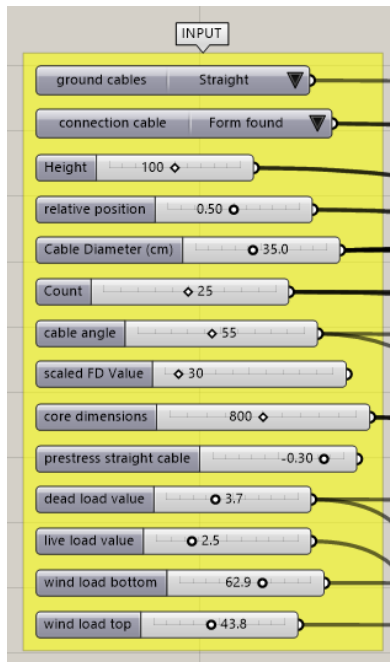 INPUT
ground cables Straight
connection cable Form found
Height 100
relative position 0.50
Cable Diameter (cm) 35.0
Count 25
cable angle 55
scaled FD Value 30
core dimensions 800
prestress straight cable -0.30
dead load value 3.7
live load value 2.5
wind load bottom 62.9
wind load top 43.8